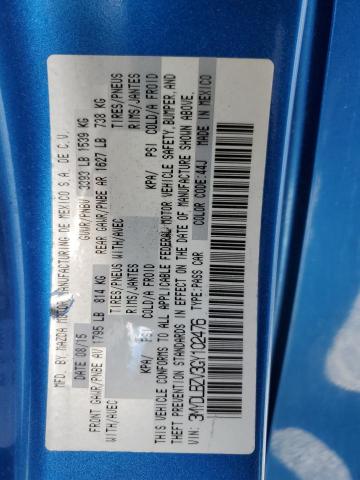 MFD. BY MAZDA MOTOR MANUFACTURING DE MEXICO S.A. DE C.V.
DATE 08/15 GVWR/PNBV 3393 LB 1539 KG
FRONT GAWR/PNBE AV 1795 LB 814 KG REAR GAWR/PNBE AR 1627 LB 738 KG
WITH/AVEC TIRES/PNEUS WITH/AVEC TIRES/PNEUS
RIMS/JANTES RIMS/JANTES
KPA/ PSI COLD/A FROID KPA/ PSI COLD/A FROID
THIS VEHICLE CONFORMS TO ALL APPLICABLE FEDERAL MOTOR VEHICLE SAFETY, BUMPER, AND
THEFT PREVENTION STANDARDS IN EFFECT ON THE DATE OF MANUFACTURE SHOWN ABOVE.
VIN: 3MYDLBZV3GY102476 TYPE:PASS CAR COLOR CODE:44J MADE IN MEXICO